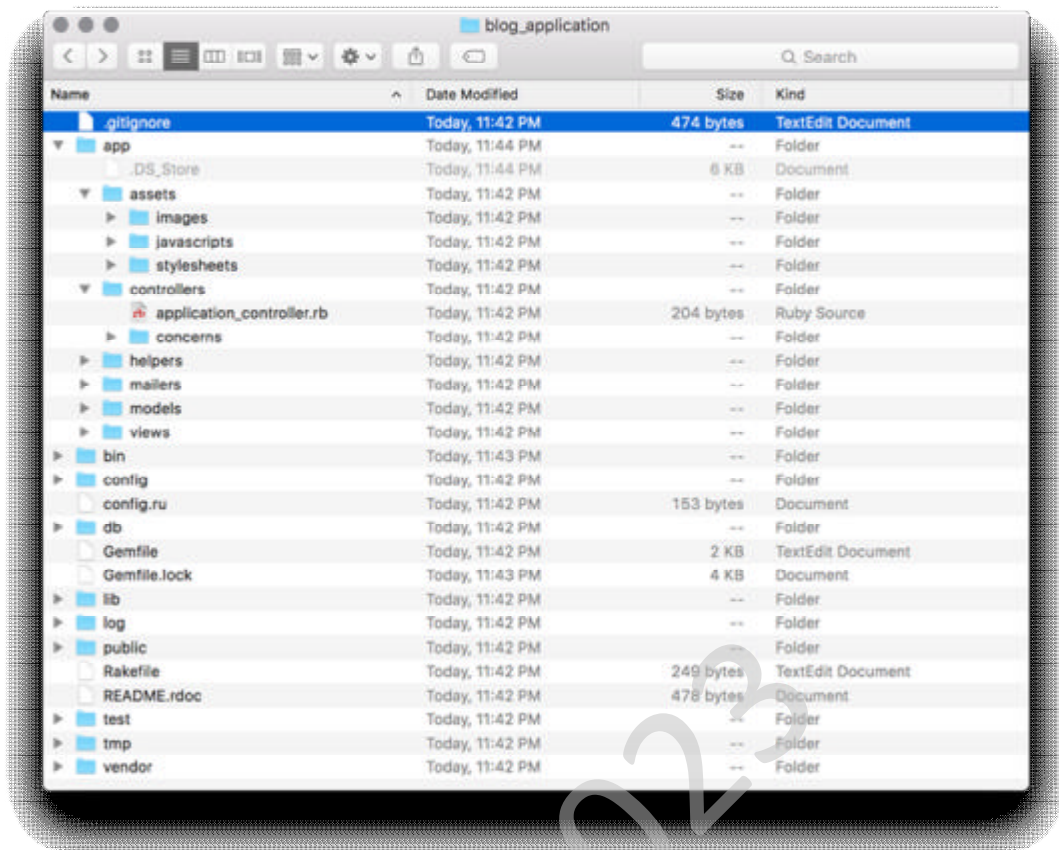 blog_application
Search
Name Date Modified Size Kind
.gitignore Today, 11:42 PM 474 bytes TextEdit Document
app Today, 11:44 PM -- Folder
.DS_Store Today, 11:44 PM 6 KB Document
assets Today, 11:42 PM -- Folder
images Today, 11:42 PM -- Folder
javascripts Today, 11:42 PM -- Folder
stylesheets Today, 11:42 PM -- Folder
controllers Today, 11:42 PM -- Folder
application_controller.rb Today, 11:42 PM 204 bytes Ruby Source
concerns Today, 11:42 PM -- Folder
helpers Today, 11:42 PM -- Folder
mailers Today, 11:42 PM -- Folder
models Today, 11:42 PM -- Folder
views Today, 11:42 PM -- Folder
bin Today, 11:43 PM -- Folder
config Today, 11:42 PM -- Folder
config.ru Today, 11:42 PM 153 bytes Document
db Today, 11:42 PM -- Folder
Gemfile Today, 11:42 PM 2 KB TextEdit Document
Gemfile.lock Today, 11:43 PM 4 KB Document
lib Today, 11:42 PM -- Folder
log Today, 11:42 PM -- Folder
public Today, 11:42 PM -- Folder
Rakefile Today, 11:42 PM 249 bytes TextEdit Document
README.rdoc Today, 11:42 PM 478 bytes Document
test Today, 11:42 PM -- Folder
tmp Today, 11:42 PM -- Folder
vendor Today, 11:42 PM -- Folder